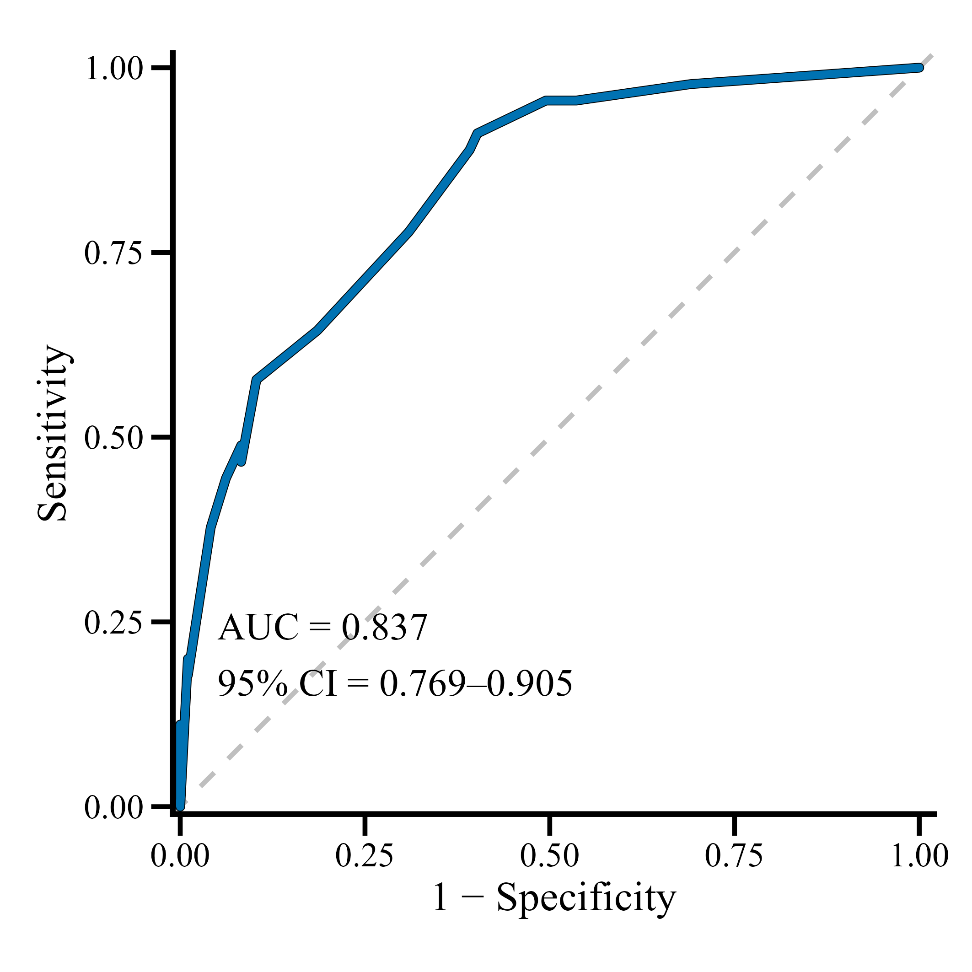 1.00
0.75
0.50
0.25
0.00
Sensitivity
AUC = 0.837
95% CI = 0.769–0.905
0.00 0.25 0.50 0.75 1.00
1 − Specificity